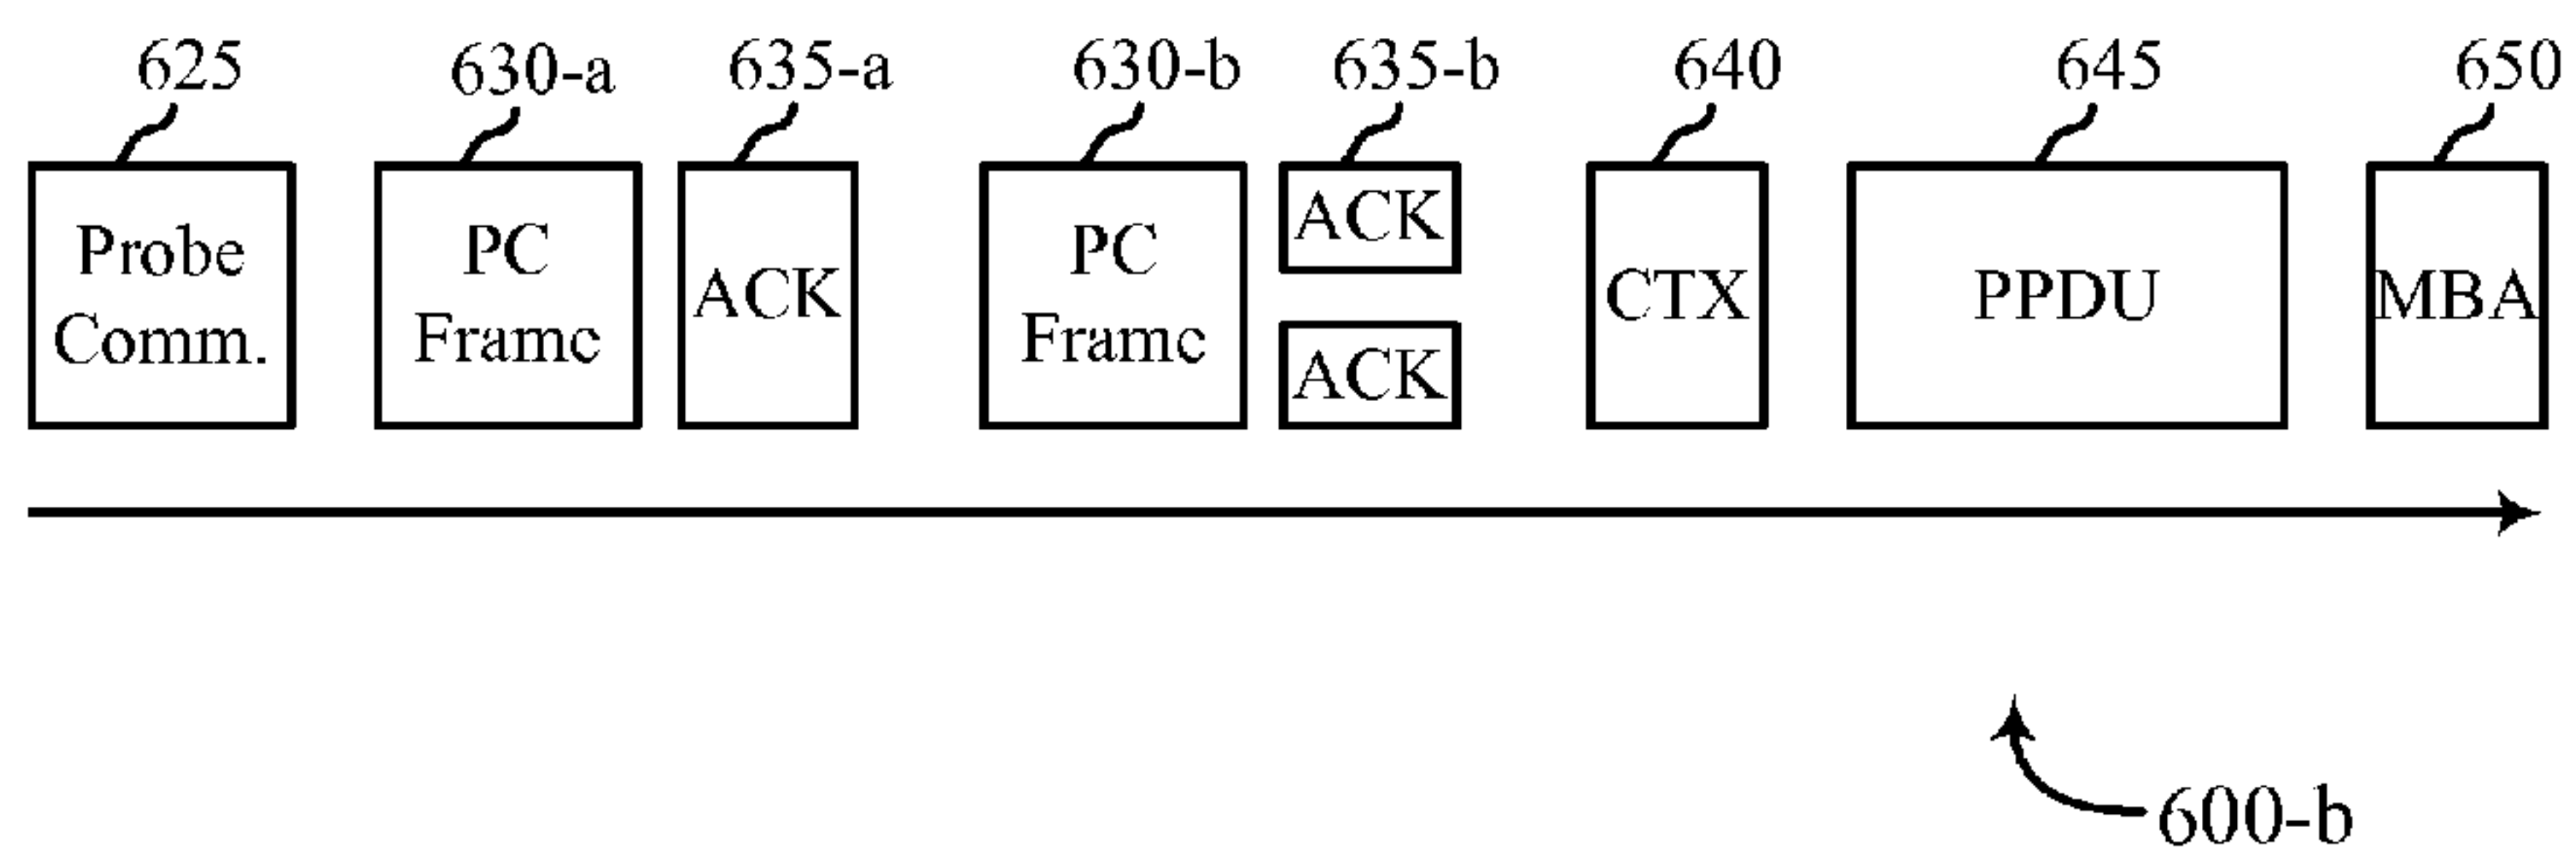 625 630-a 635-a 630-b 635-b 640 645 650
Probe
Comm.
PC
Frame
ACK
PC
Frame
ACK
ACK
CTX
PPDU
MBA
600-b